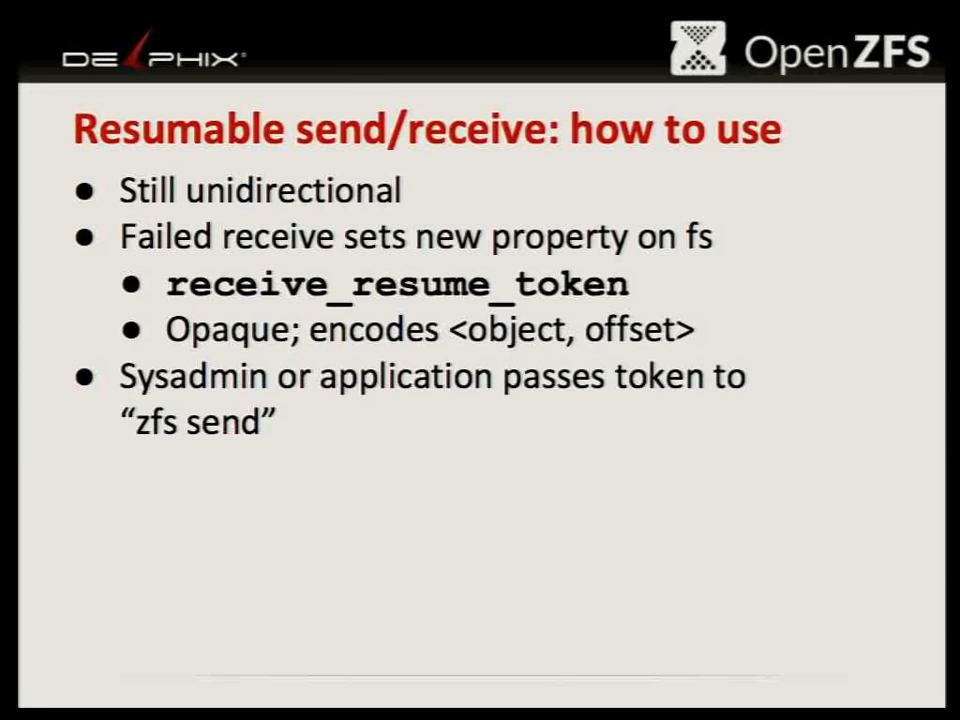 DELPHIX
OpenZFS
Resumable send/receive: how to use
● Still unidirectional
● Failed receive sets new property on fs
● receive_resume_token
● Opaque; encodes <object, offset>
● Sysadmin or application passes token to
“zfs send”